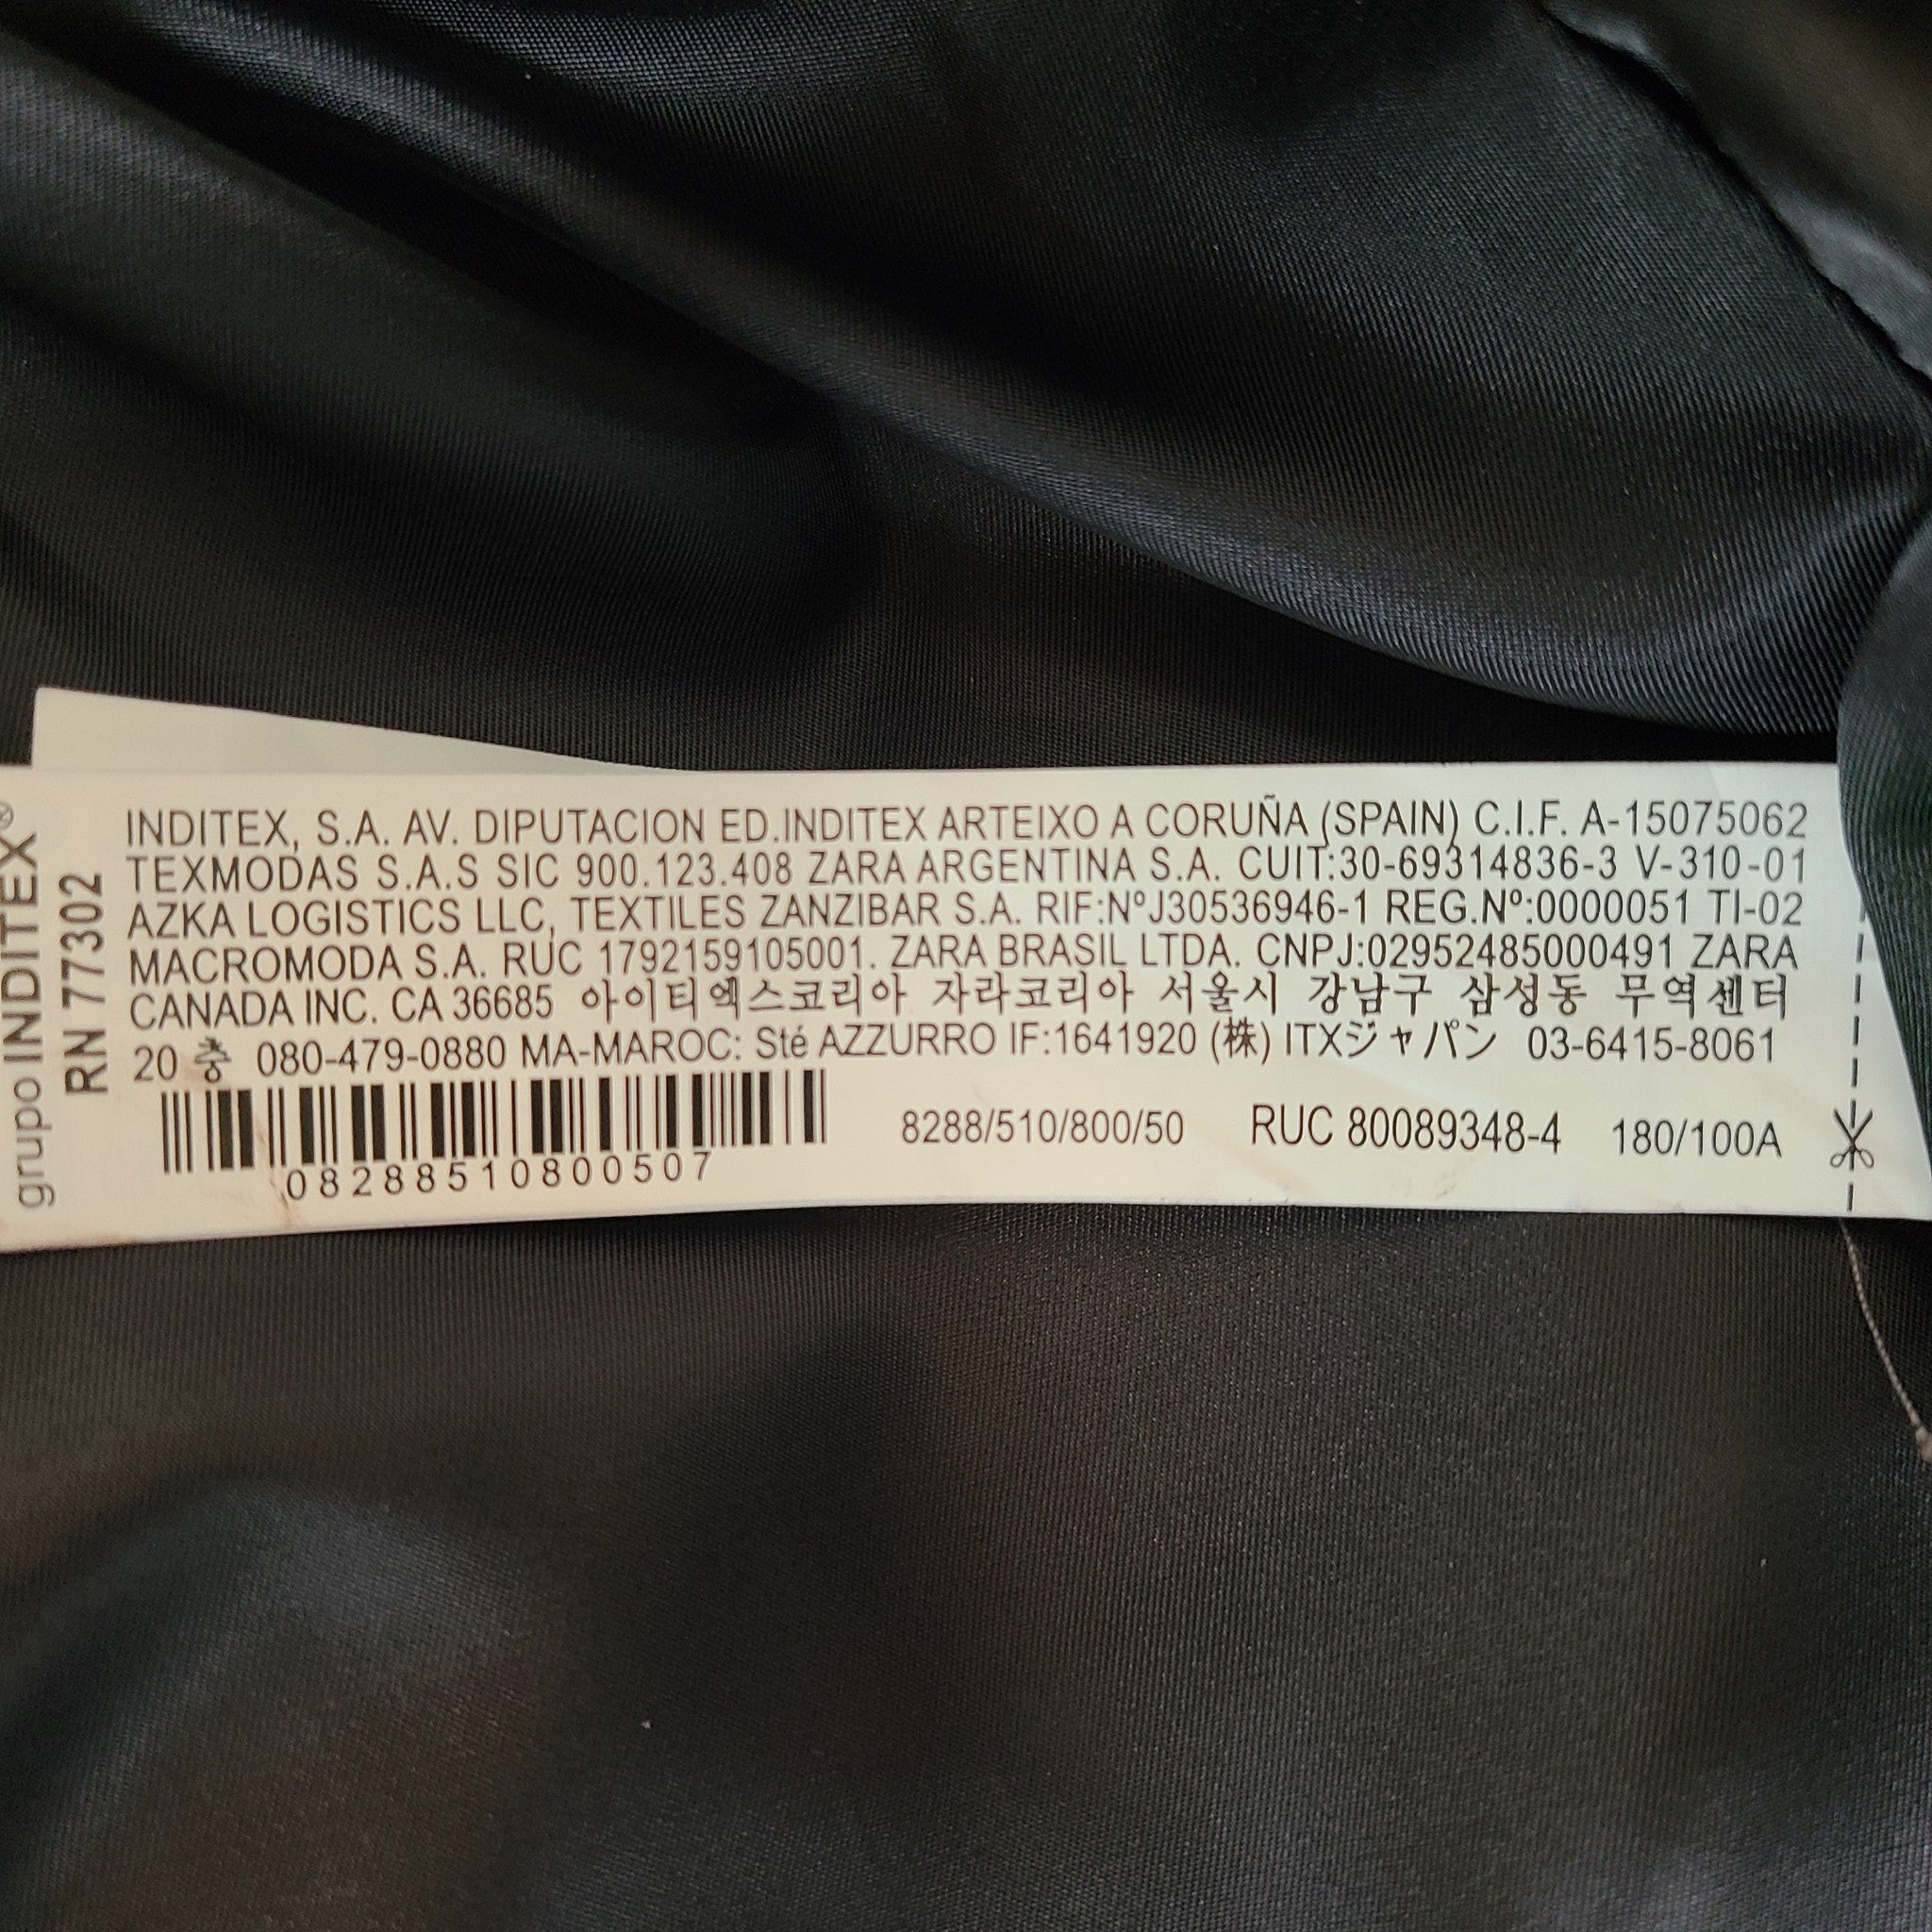 grupo INDITEX®
RN 77302
INDITEX, S.A. AV. DIPUTACION ED.INDITEX ARTEIXO A CORUÑA (SPAIN) C.I.F. A-15075062
TEXMODAS S.A.S SIC 900.123.408 ZARA ARGENTINA S.A. CUIT:30-69314836-3 V-310-01
AZKA LOGISTICS LLC, TEXTILES ZANZIBAR S.A. RIF:NºJ30536946-1 REG.Nº:0000051 TI-02
MACROMODA S.A. RUC 1792159105001. ZARA BRASIL LTDA. CNPJ:02952485000491 ZARA
CANADA INC. CA 36685 아이티엑스코리아 자라코리아 서울시 강남구 삼성동 무역센터
20 층 080-479-0880 MA-MAROC: Sté AZZURRO IF:1641920 (株) ITXジャパン 03-6415-8061
8288/510/800/50 RUC 80089348-4 180/100A
08288510800507